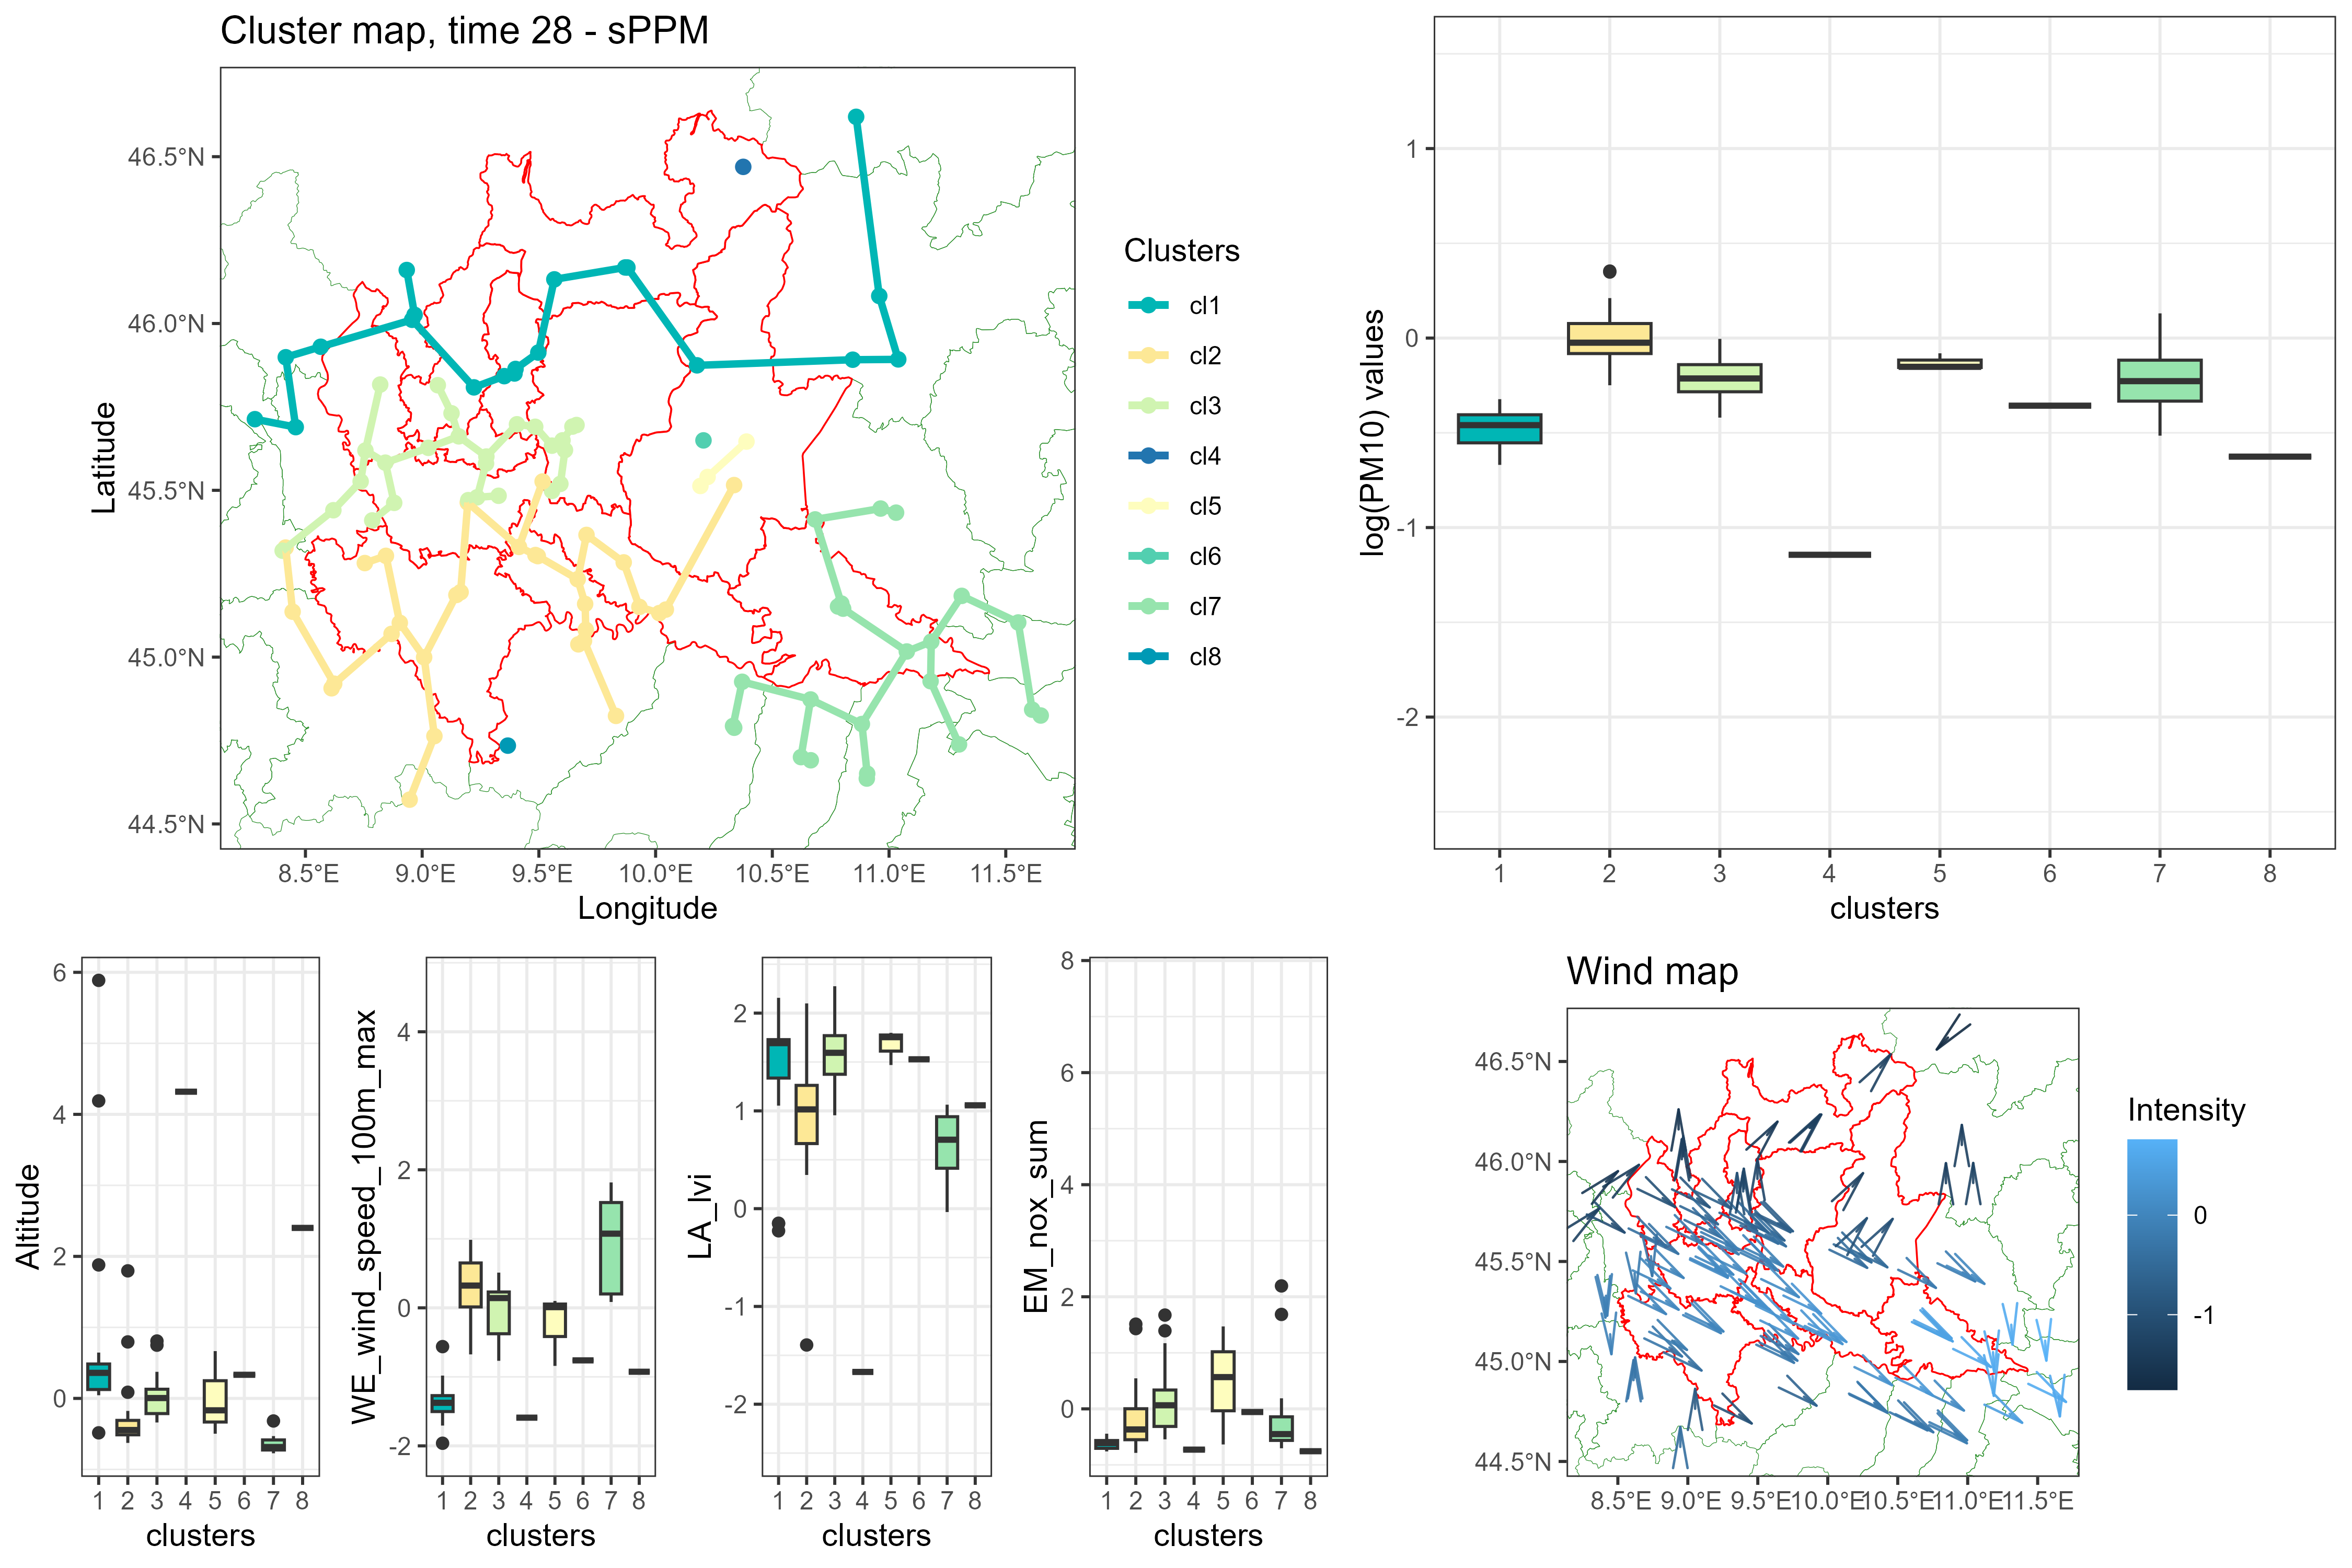 Cluster map, time 28 - sPPM
46.5°N
46.0°N
45.5°N
45.0°N
44.5°N
Latitude
8.5°E 9.0°E 9.5°E 10.0°E 10.5°E 11.0°E 11.5°E
Longitude
Clusters
cl1
cl2
cl3
cl4
cl5
cl6
cl7
cl8
log(PM10) values
1
0
-1
-2
1 2 3 4 5 6 7 8
clusters
Altitude
6
4
2
0
1 2 3 4 5 6 7 8
clusters
WE_wind_speed_100m_max
4
2
0
-2
1 2 3 4 5 6 7 8
clusters
LA_lvi
2
1
0
-1
-2
1 2 3 4 5 6 7 8
clusters
EM_nox_sum
8
6
4
2
0
1 2 3 4 5 6 7 8
clusters
Wind map
46.5°N
46.0°N
45.5°N
45.0°N
44.5°N
8.5°E 9.0°E 9.5°E 10.0°E 10.5°E 11.0°E 11.5°E
Intensity
0
-1